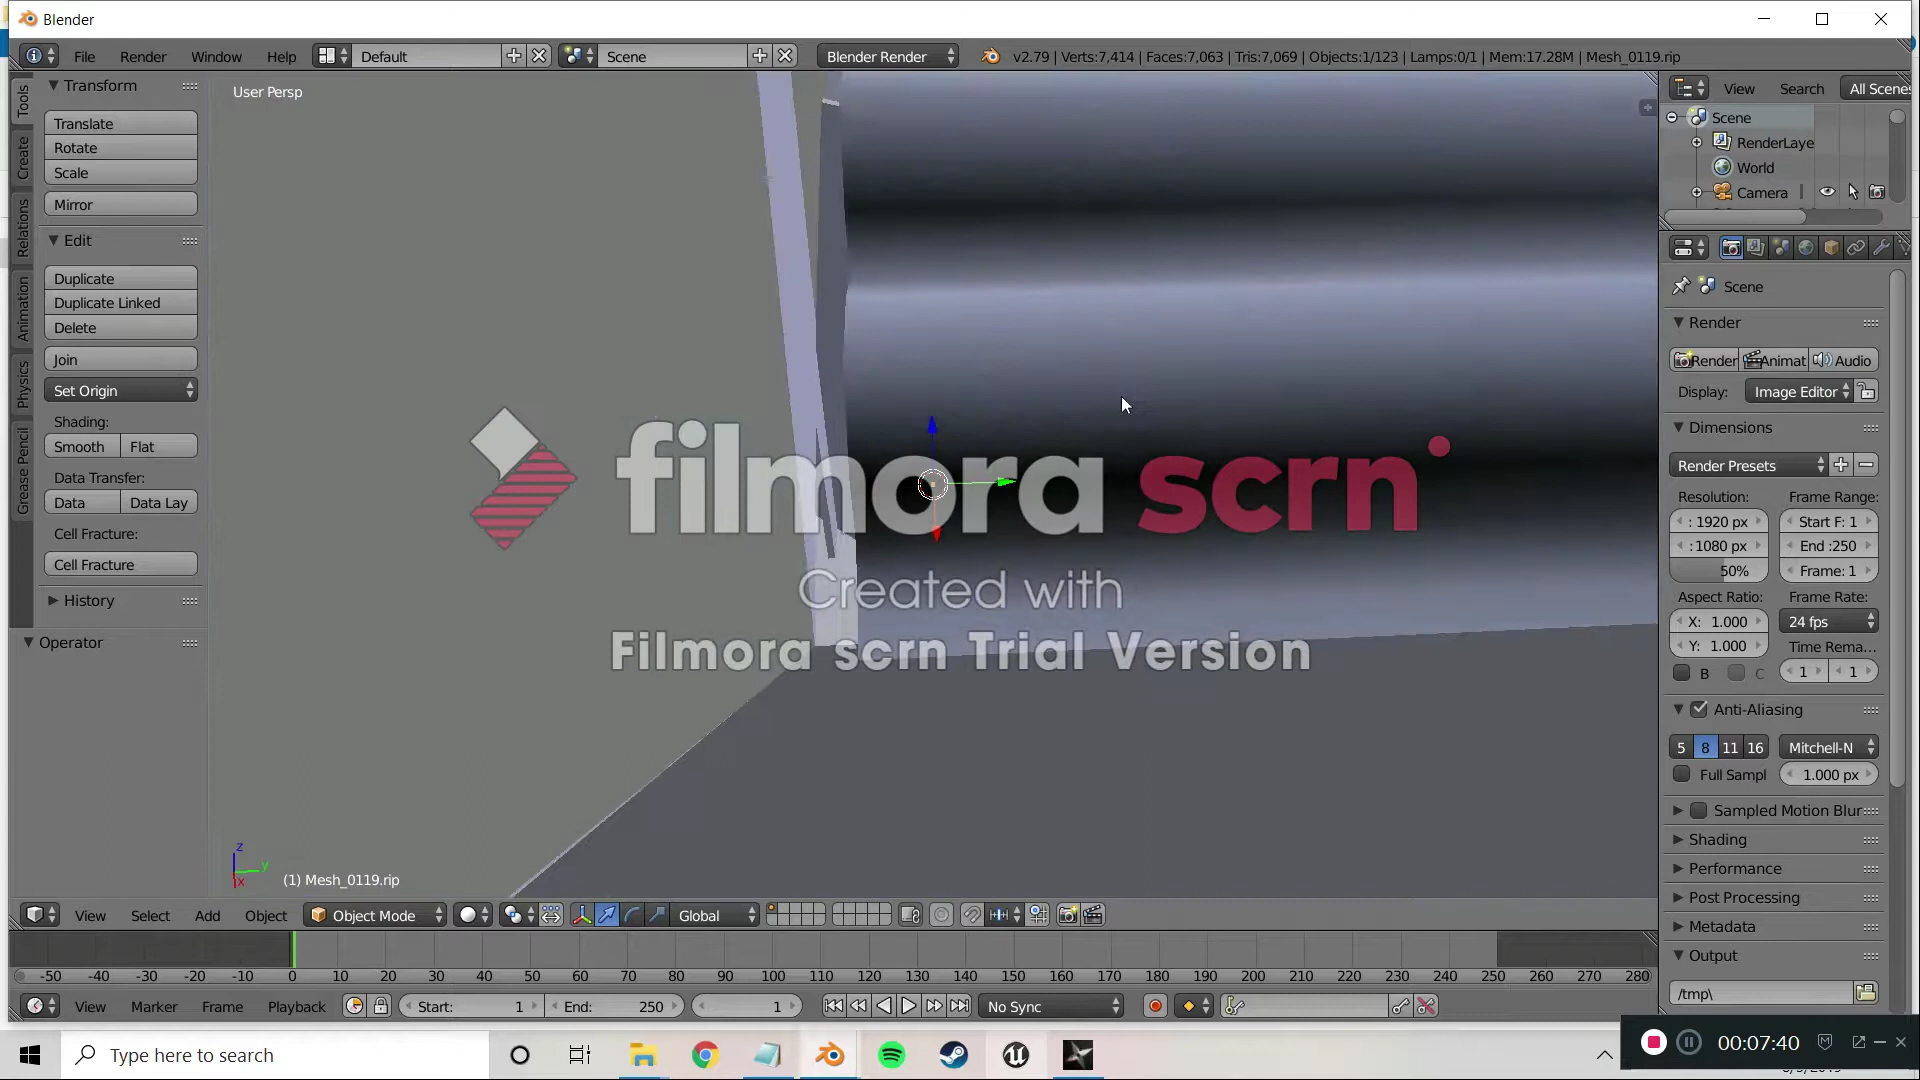 Blender
File Render Window Help Default Scene Blender Render v2.79 | Verts:7,414 | Faces:7,063 | Tris:7,069 | Objects:1/123 | Lamps:0/1 | Mem:17.28M | Mesh_0119.rip
Tools
Create
Relations
Animation
Physics
Grease Pencil
Transform
Translate
Rotate
Scale
Mirror
Edit
Duplicate
Duplicate Linked
Delete
Join
Set Origin
Shading:
Smooth Flat
Data Transfer:
Data Data Lay
Cell Fracture:
Cell Fracture
History
Operator
User Persp
filmora scrn
Created with
Filmora scrn Trial Version
z
y
x
(1) Mesh_0119.rip
View Search All Scenes
Scene
RenderLaye
World
Camera
Scene
Render
Render Animat Audio
Display: Image Editor
Dimensions
Render Presets
Resolution: Frame Range:
: 1920 px Start F: 1
:1080 px End :250
50% Frame: 1
Aspect Ratio: Frame Rate:
X: 1.000 24 fps
Y: 1.000 Time Rema...
B C 1 1
Anti-Aliasing
5 8 11 16 Mitchell-N
Full Sampl 1.000 px
Sampled Motion Blur
Shading
Performance
Post Processing
Metadata
Output
/tmp\
View Select Add Object Object Mode Global
-50 -40 -30 -20 -10 0 10 20 30 40 50 60 70 80 90 100 110 120 130 140 150 160 170 180 190 200 210 220 230 240 250 260 270 280
View Marker Frame Playback Start: 1 End: 250 1 No Sync
Type here to search
00:07:40